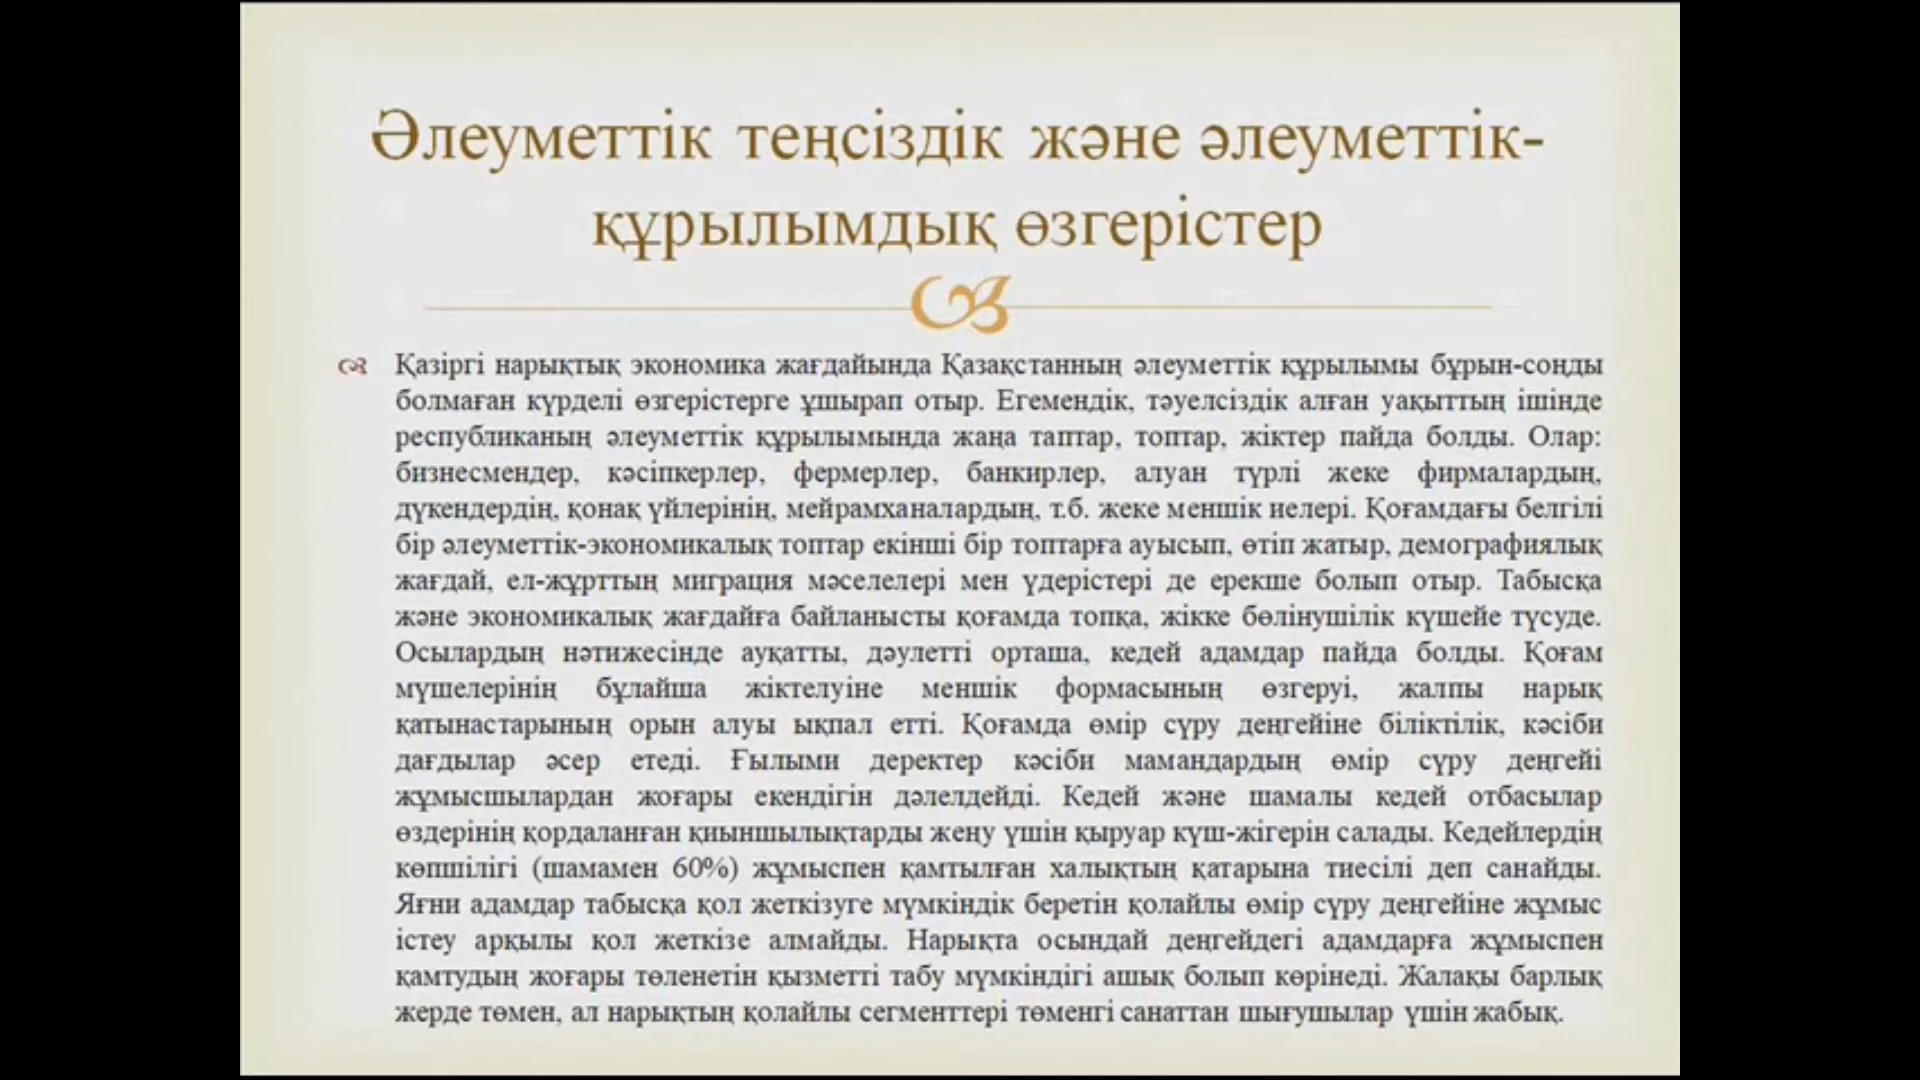 Әлеуметтік теңсіздік және әлеуметтік-
құрылымдық өзгерістер
Қазіргі нарықтық экономика жағдайында Қазақстанның әлеуметтік құрылымы бұрын-соңды
болмаған күрделі өзгерістерге ұшырап отыр. Егемендік, тәуелсіздік алған уақыттың ішінде
республиканың әлеуметтік құрылымында жаңа таптар, топтар, жіктер пайда болды. Олар:
бизнесмендер, кәсіпкерлер, фермерлер, банкирлер, алуан түрлі жеке фирмалардың,
дүкендердің, қонақ үйлерінің, мейрамханалардың, т.б. жеке меншік иелері. Қоғамдағы белгілі
бір әлеуметтік-экономикалық топтар екінші бір топтарға ауысып, өтіп жатыр, демографиялық
жағдай, ел-жұрттың миграция мәселелері мен үдерістері де ерекше болып отыр. Табысқа
және экономикалық жағдайға байланысты қоғамда топқа, жікке бөлінушілік күшейе түсуде.
Осылардың нәтижесінде ауқатты, дәулетті орташа, кедей адамдар пайда болды. Қоғам
мүшелерінің бұлайша жіктелуіне меншік формасының өзгеруі, жалпы нарық
қатынастарының орын алуы ықпал етті. Қоғамда өмір сүру деңгейіне біліктілік, кәсіби
дағдылар әсер етеді. Ғылыми деректер кәсіби мамандардың өмір сүру деңгейі
жұмысшылардан жоғары екендігін дәлелдейді. Кедей және шамалы кедей отбасылар
өздерінің қордаланған қиыншылықтарды жеңу үшін қыруар күш-жігерін салады. Кедейлердің
көпшілігі (шамамен 60%) жұмыспен қамтылған халықтың қатарына тиесілі деп санайды.
Яғни адамдар табысқа қол жеткізуге мүмкіндік беретін қолайлы өмір сүру деңгейіне жұмыс
істеу арқылы қол жеткізе алмайды. Нарықта осындай деңгейдегі адамдарға жұмыспен
қамтудың жоғары төленетін қызметті табу мүмкіндігі ашық болып көрінеді. Жалақы барлық
жерде төмен, ал нарықтың қолайлы сегменттері төменгі санаттан шығушылар үшін жабық.